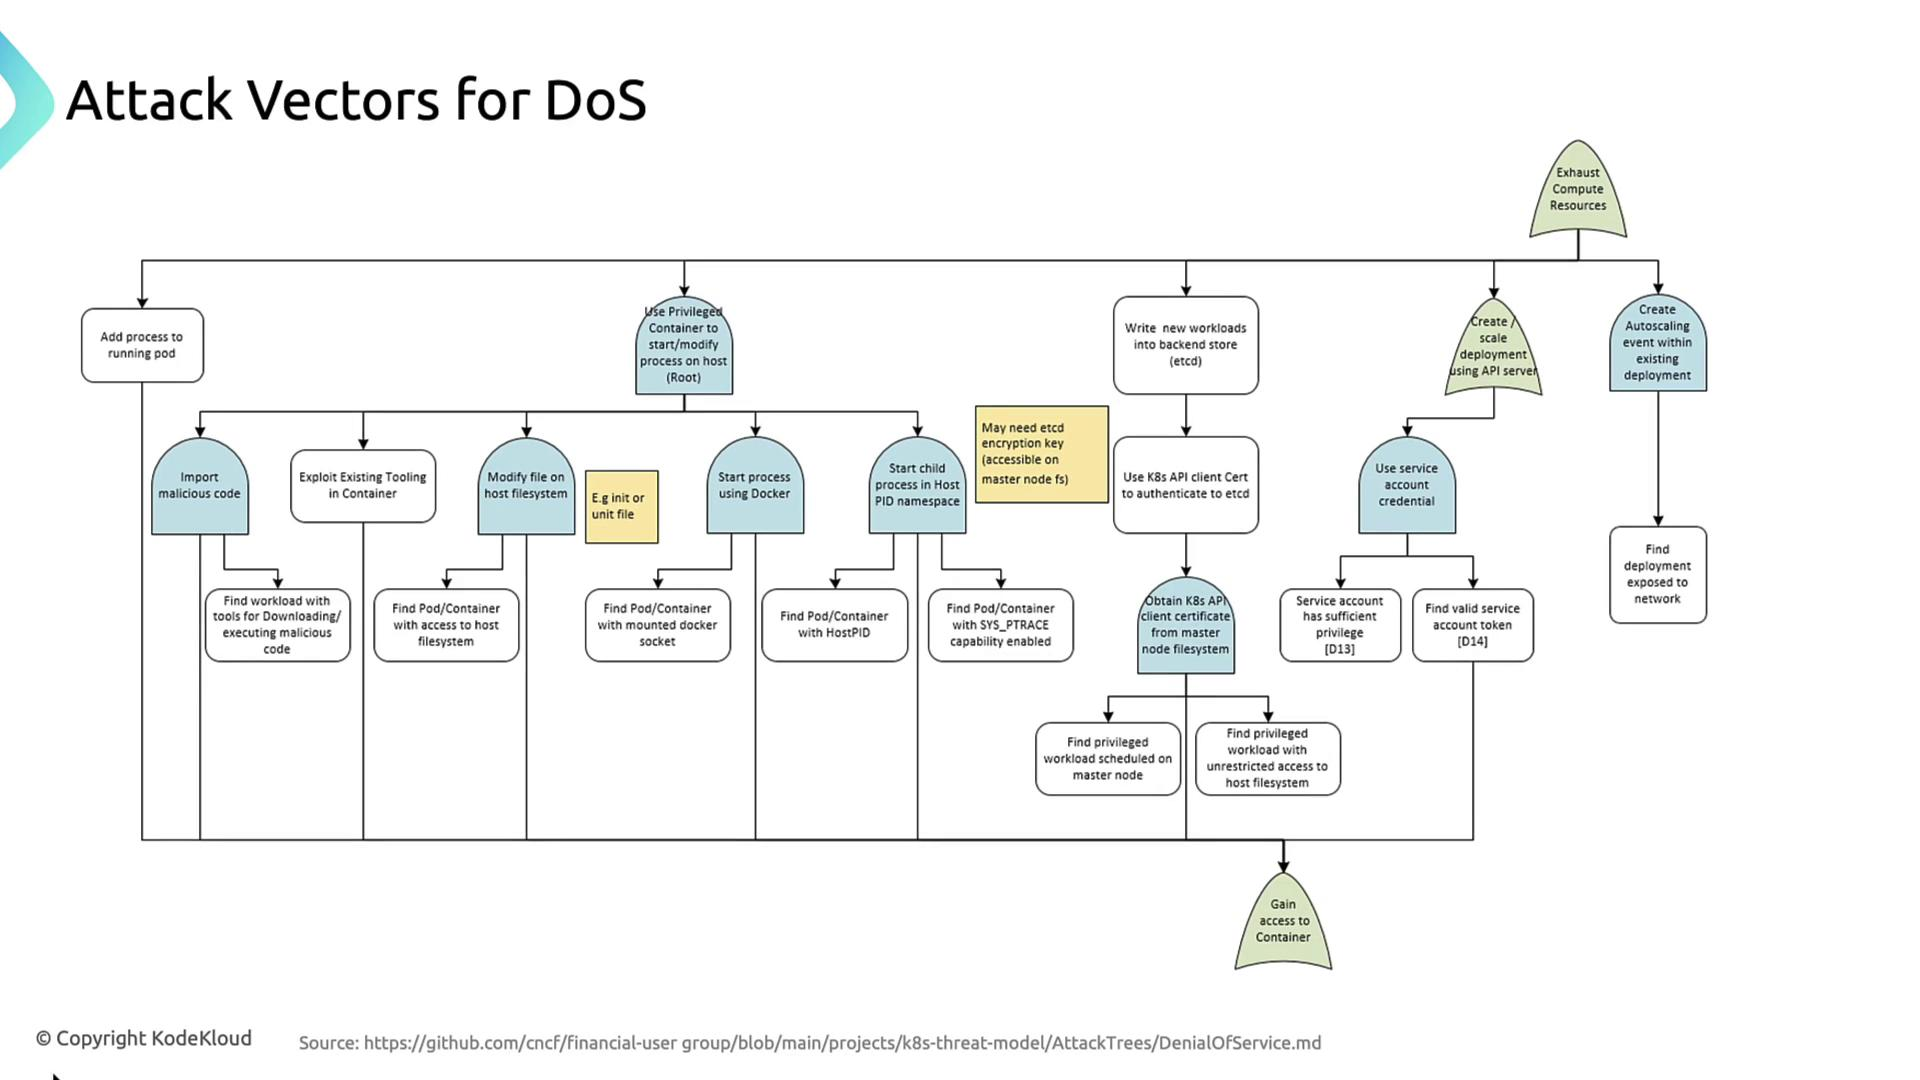 Attack Vectors for DoS
Exhaust
Compute
Resources
Add process to
running pod
Use Privileged
Container to
start/modify
process on host
(Root)
Write new workloads
into backend store
(etcd)
Create /
scale
deployment
using API server
Create
Autoscaling
event within
existing
deployment
Import
malicious code
Exploit Existing Tooling
in Container
Modify file on
host filesystem
E.g init or
unit file
Start process
using Docker
Start child
process in Host
PID namespace
May need etcd
encryption key
(accessible on
master node fs)
Use K8s API client Cert
to authenticate to etcd
Use service
account
credential
Find
deployment
exposed to
network
Find workload with
tools for Downloading/
executing malicious
code
Find Pod/Container
with access to host
filesystem
Find Pod/Container
with mounted docker
socket
Find Pod/Container
with HostPID
Find Pod/Container
with SYS_PTRACE
capability enabled
Obtain K8s API
client certificate
from master
node filesystem
Service account
has sufficient
privilege
[D13]
Find valid service
account token
[D14]
Find privileged
workload scheduled on
master node
Find privileged
workload with
unrestricted access to
host filesystem
Gain
access to
Container
© Copyright KodeKloud
Source: https://github.com/cncf/financial-user group/blob/main/projects/k8s-threat-model/AttackTrees/DenialOfService.md